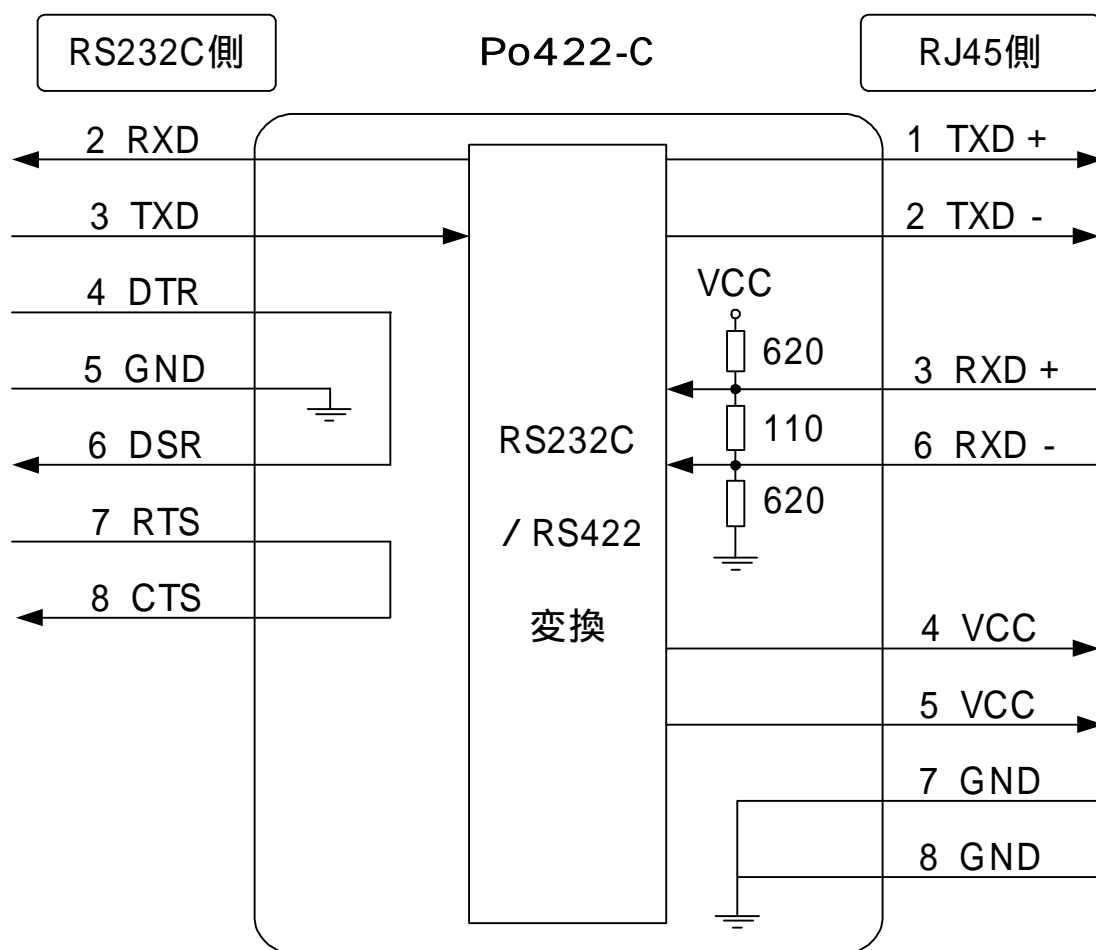 RS232C側
Po422-C
RJ45側
2 RXD
3 TXD
4 DTR
5 GND
6 DSR
7 RTS
8 CTS
RS232C
/ RS422
変換
VCC
620
110
620
1 TXD +
2 TXD -
3 RXD +
6 RXD -
4 VCC
5 VCC
7 GND
8 GND